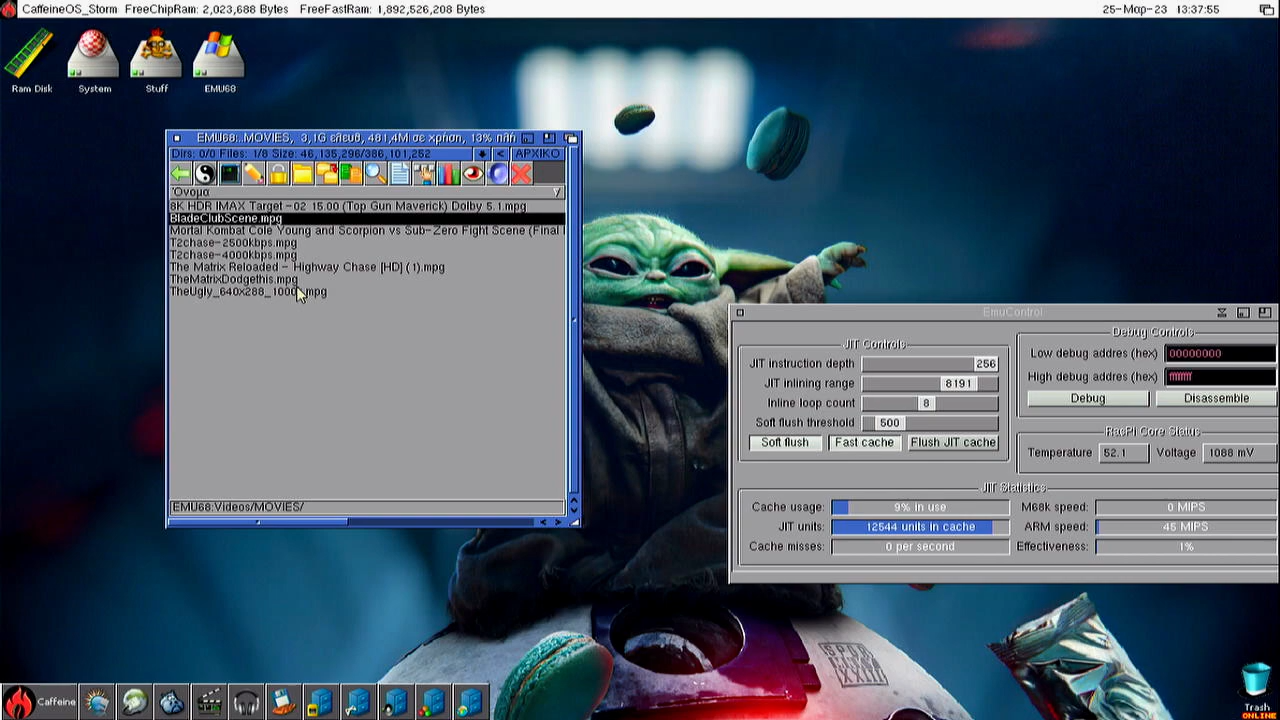 CaffeineOS_Storm FreeChipRam: 2,023,688 Bytes FreeFastRam: 1,892,526,208 Bytes
25-Μαρ-23 13:37:55
Ram Disk
System
Stuff
EMU68
EMU68:..MOVIES, 3,1G ελευθ, 481,4M σε χρήση, 13% πλή
Dirs: 0/0 Files: 1/8 Size: 46,135,296/386,101,252
< ΑΡΧΙΚΟ
Όνομα
8K HDR IMAX Target -02 15.00 (Top Gun Maverick) Dolby 5.1.mpg
BladeClubScene.mpg
Mortal Kombat Cole Young and Scorpion vs Sub-Zero Fight Scene (Final
T2chase-2500kbps.mpg
T2chase-4000kbps.mpg
The Matrix Reloaded - Highway Chase [HD] (1).mpg
TheMatrixDodgethis.mpg
EMU68:Videos/MOVIES/
EmuControl
JIT Controls
JIT instruction depth 256
JIT inlining range 8191
Inline loop count 8
Soft flush threshold 500
Soft flush Fast cache Flush JIT cache
Debug Controls
Low debug addres (hex) 00000000
High debug addres (hex) ffffffff
Debug Disassemble
RasPi Core Status
Temperature 52.1 Voltage 1088 mV
JIT Statistics
Cache usage: 9% in use M68k speed: 0 MIPS
JIT units: 12544 units in cache ARM speed: 45 MIPS
Cache misses: 0 per second Effectiveness: 1%
Caffeine
Trash
ONLINE